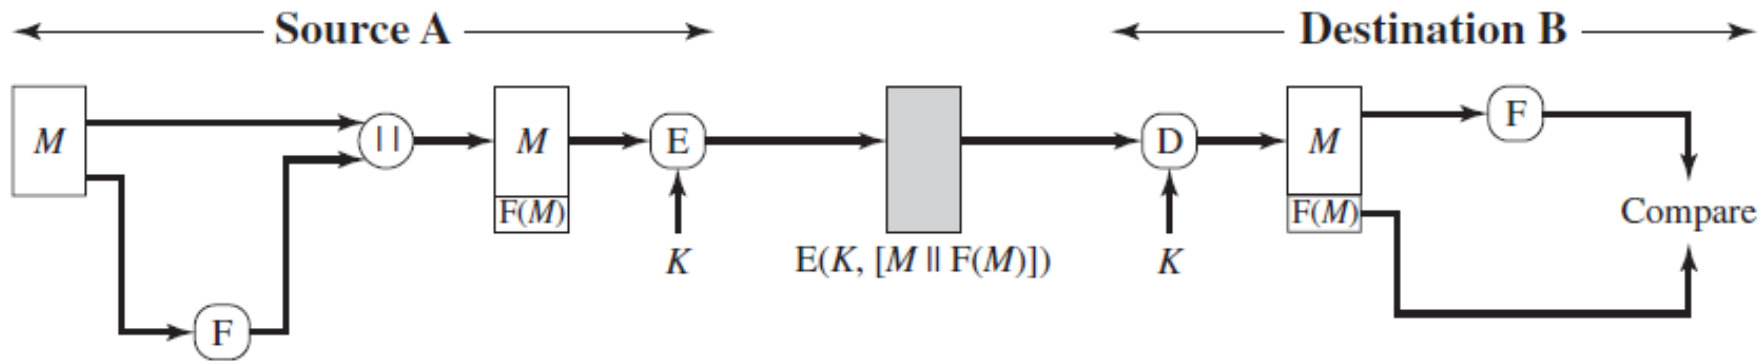 Source A
Destination B
M
||
M
F(M)
E
K
E(K, [M || F(M)])
D
K
M
F(M)
F
Compare
F